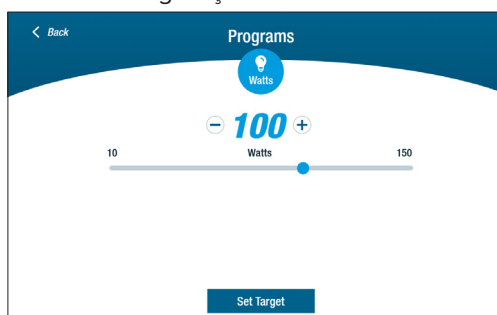 Back
Programs
Watts
− 100 +
10 Watts 150
Set Target